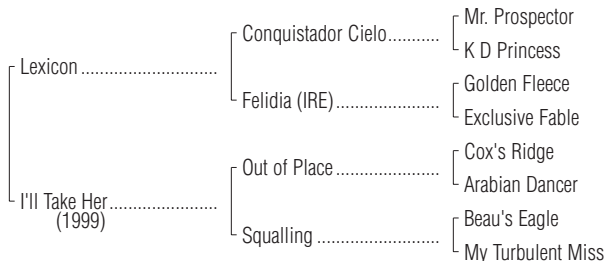 Mr. Prospector
Conquistador Cielo...........
K D Princess
Lexicon ............................
Golden Fleece
Felidia (IRE).....................
Exclusive Fable
Cox's Ridge
Out of Place.....................
Arabian Dancer
I'll Take Her......................
(1999)
Beau's Eagle
Squalling .........................
My Turbulent Miss